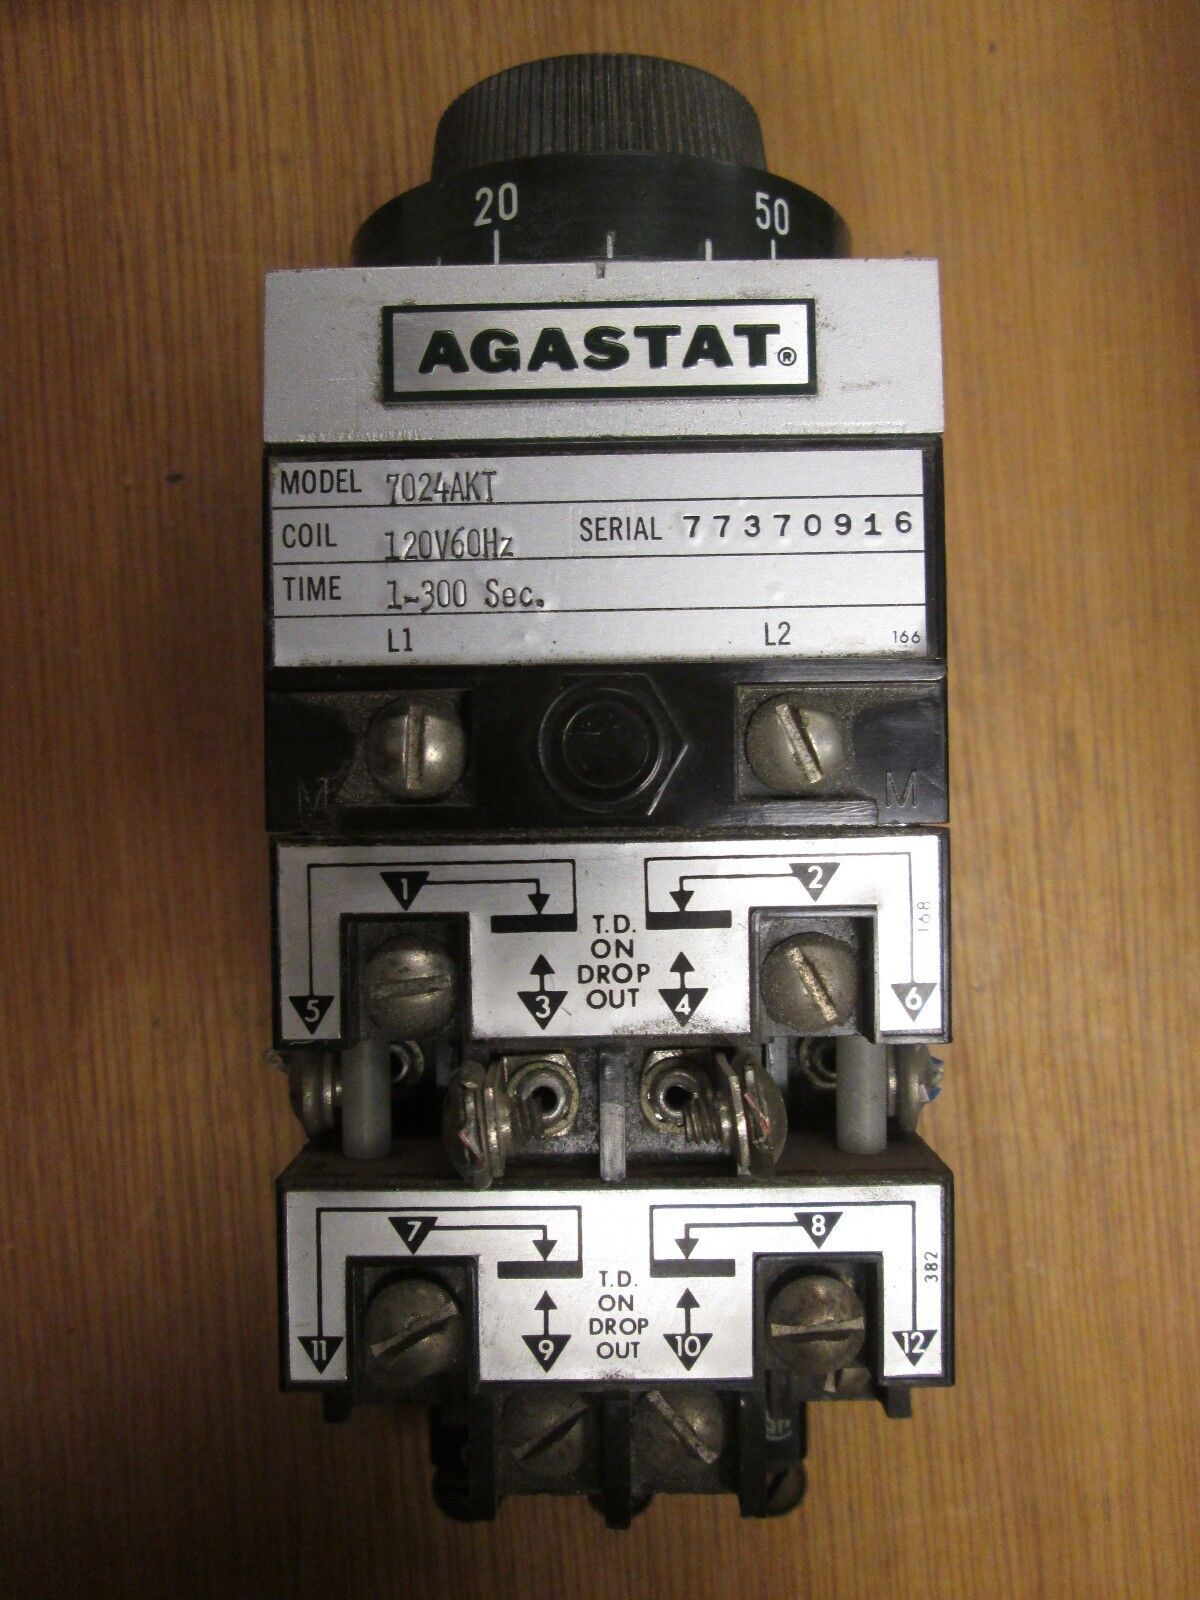 20 50
AGASTAT®
MODEL 7024AKT
COIL 120V60Hz SERIAL 77370916
TIME 1-300 Sec.
L1 L2 166
M M
1 2
168
T.D.
ON
DROP
OUT
5 3 4 6
7 8
382
T.D.
ON
DROP
OUT
11 9 10 12